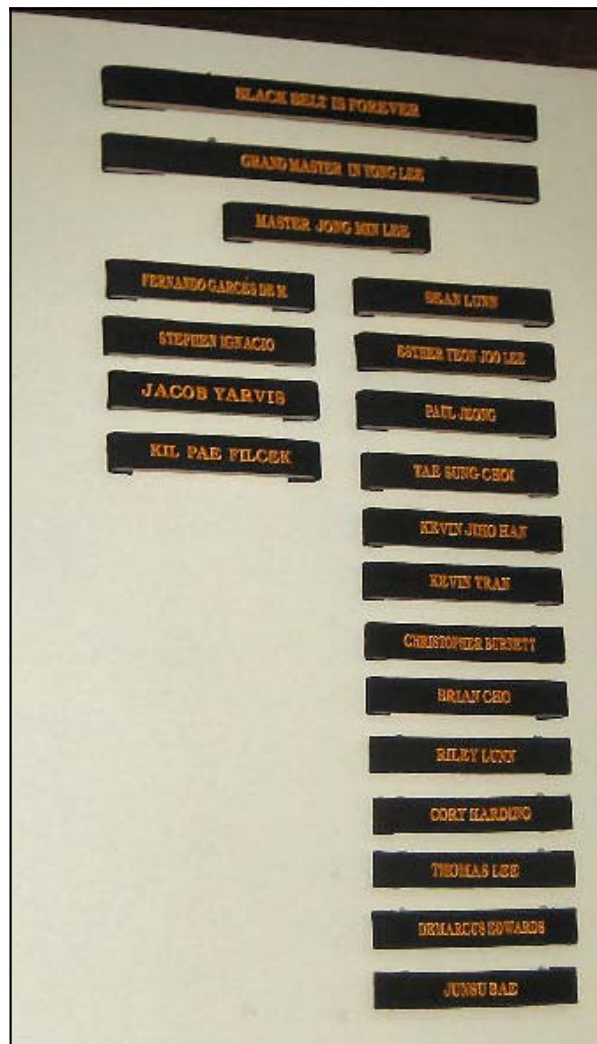 BLACK BELT IS FOREVER
GRAND MASTER IN YONG LEE
MASTER JONG MIN LEE
FERNANDO GARCÉS DE H.
STEPHEN IGNACIO
JACOB YARVIS
KIL PAE FILCEK
SEAN LUNN
ESTHER YEON JOO LEE
PAUL JEONG
TAE SUNG CHOI
KEVIN JIHO HAN
KEVIN TRAN
CHRISTOPHER BURNETT
BRIAN CHO
RILEY LUNN
CORY HARDING
THOMAS LEE
DEMARCUS EDWARDS
JUNSU BAE